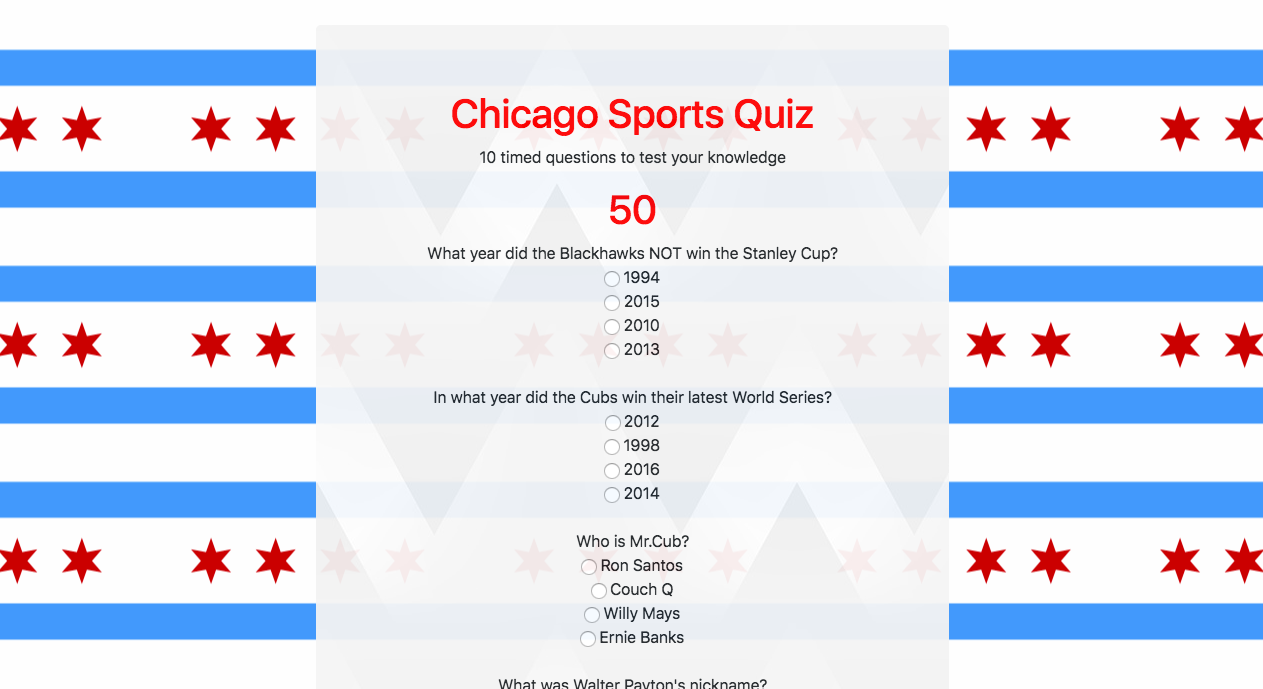 Chicago Sports Quiz
10 timed questions to test your knowledge
50
What year did the Blackhawks NOT win the Stanley Cup?
1994
2015
2010
2013
In what year did the Cubs win their latest World Series?
2012
1998
2016
2014
Who is Mr.Cub?
Ron Santos
Couch Q
Willy Mays
Ernie Banks
What was Walter Payton's nickname?